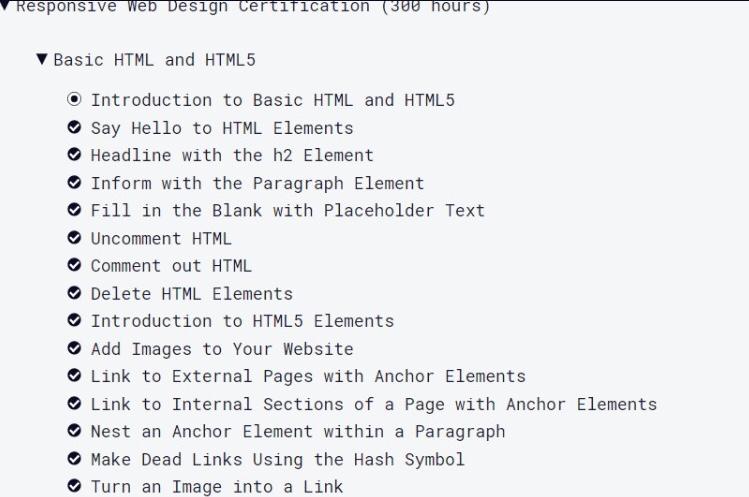 Responsive Web Design Certification (300 hours)
Basic HTML and HTML5
Introduction to Basic HTML and HTML5
Say Hello to HTML Elements
Headline with the h2 Element
Inform with the Paragraph Element
Fill in the Blank with Placeholder Text
Uncomment HTML
Comment out HTML
Delete HTML Elements
Introduction to HTML5 Elements
Add Images to Your Website
Link to External Pages with Anchor Elements
Link to Internal Sections of a Page with Anchor Elements
Nest an Anchor Element within a Paragraph
Make Dead Links Using the Hash Symbol
Turn an Image into a Link